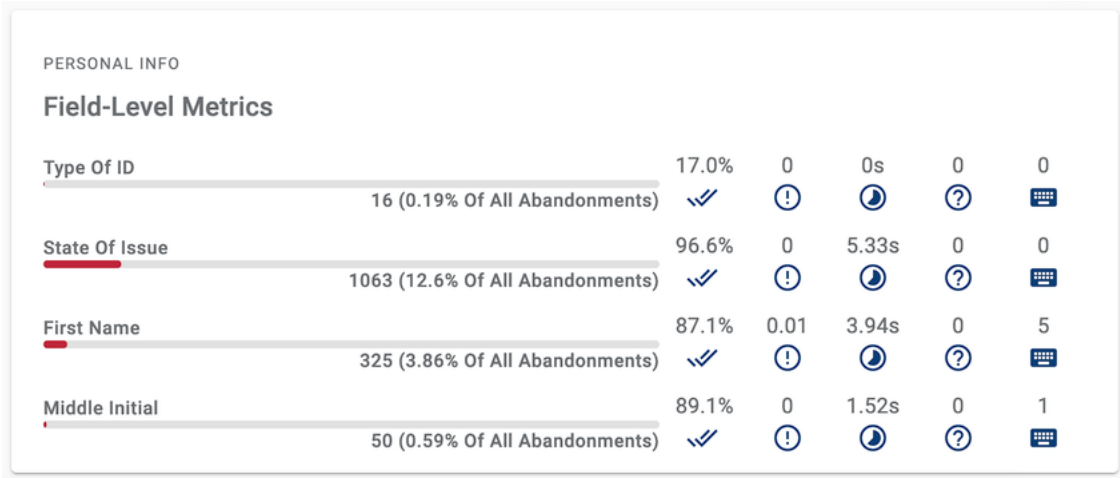 PERSONAL INFO
Field-Level Metrics
Type Of ID 17.0% 0 0s 0 0
16 (0.19% Of All Abandonments)
State Of Issue 96.6% 0 5.33s 0 0
1063 (12.6% Of All Abandonments)
First Name 87.1% 0.01 3.94s 0 5
325 (3.86% Of All Abandonments)
Middle Initial 89.1% 0 1.52s 0 1
50 (0.59% Of All Abandonments)